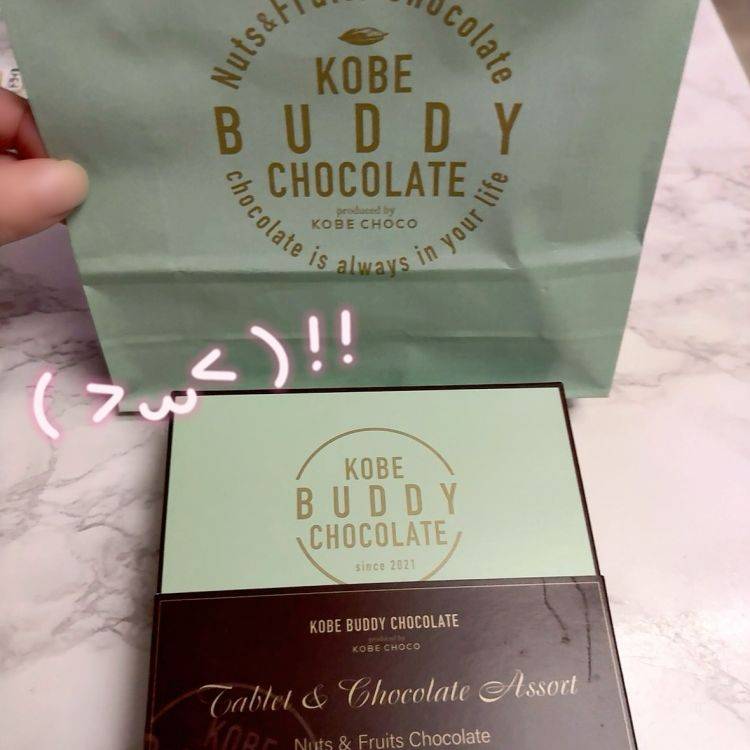 Nuts&Fruits Chocolate
KOBE
BUDDY
CHOCOLATE
produced by
KOBE CHOCO
chocolate is always in your life
(>ω<)!!
KOBE
BUDDY
CHOCOLATE
since 2021
KOBE BUDDY CHOCOLATE
produced by
KOBE CHOCO
Tablet & Chocolate Assort
KOBE
Nuts & Fruits Chocolate